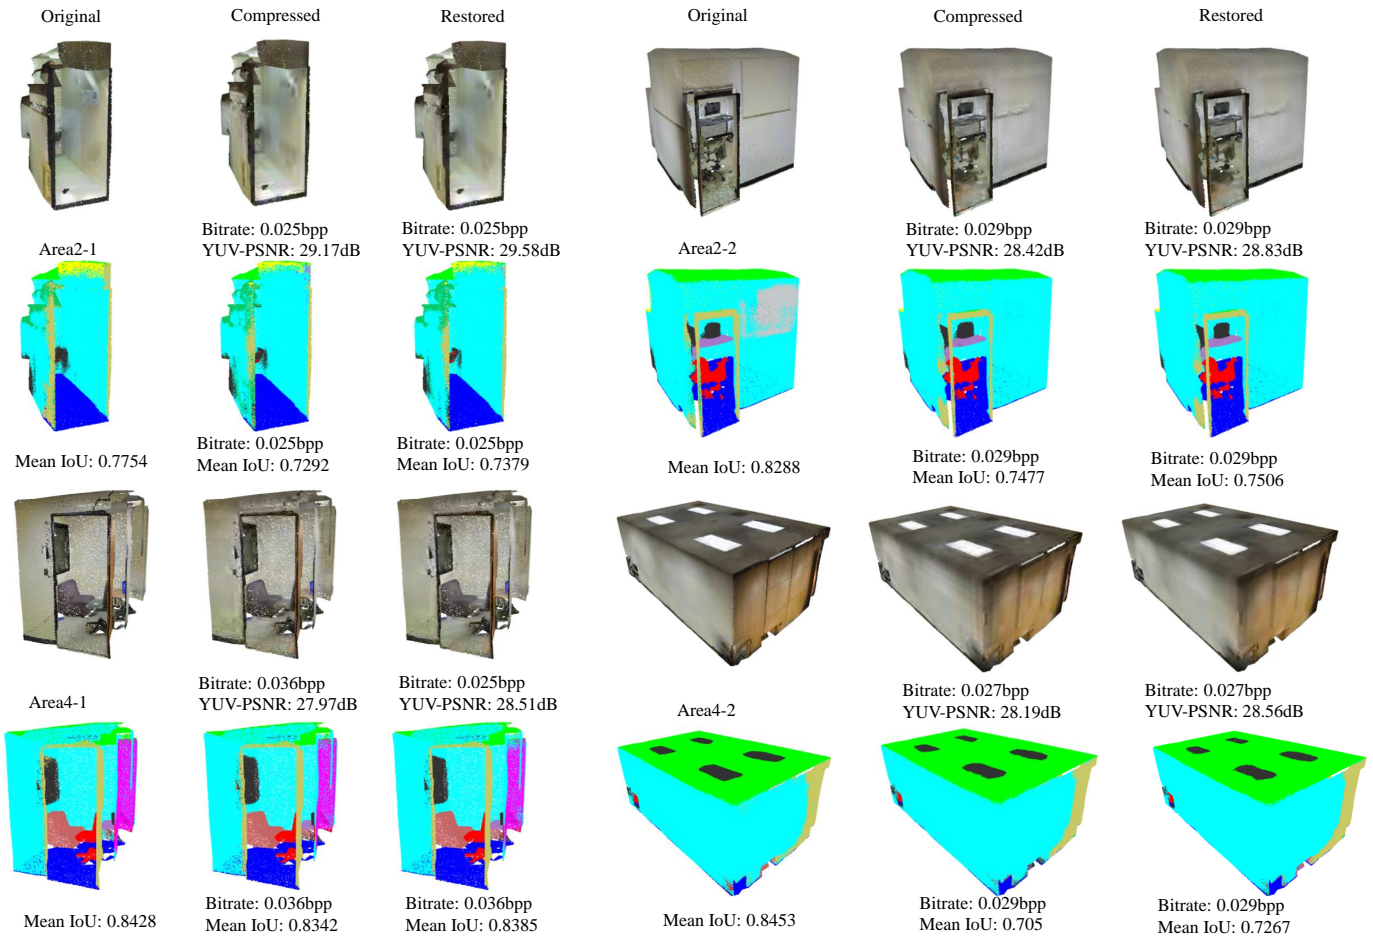 Original Compressed Restored Original Compressed Restored
Bitrate: 0.025bpp Bitrate: 0.025bpp Bitrate: 0.029bpp Bitrate: 0.029bpp
Area2-1 YUV-PSNR: 29.17dB YUV-PSNR: 29.58dB Area2-2 YUV-PSNR: 28.42dB YUV-PSNR: 28.83dB
Bitrate: 0.025bpp Bitrate: 0.025bpp Bitrate: 0.029bpp Bitrate: 0.029bpp
Mean IoU: 0.7754 Mean IoU: 0.7292 Mean IoU: 0.7379 Mean IoU: 0.8288 Mean IoU: 0.7477 Mean IoU: 0.7506
Bitrate: 0.036bpp Bitrate: 0.025bpp Bitrate: 0.027bpp Bitrate: 0.027bpp
Area4-1 YUV-PSNR: 27.97dB YUV-PSNR: 28.51dB Area4-2 YUV-PSNR: 28.19dB YUV-PSNR: 28.56dB
Bitrate: 0.036bpp Bitrate: 0.036bpp Bitrate: 0.029bpp Bitrate: 0.029bpp
Mean IoU: 0.8428 Mean IoU: 0.8342 Mean IoU: 0.8385 Mean IoU: 0.8453 Mean IoU: 0.705 Mean IoU: 0.7267